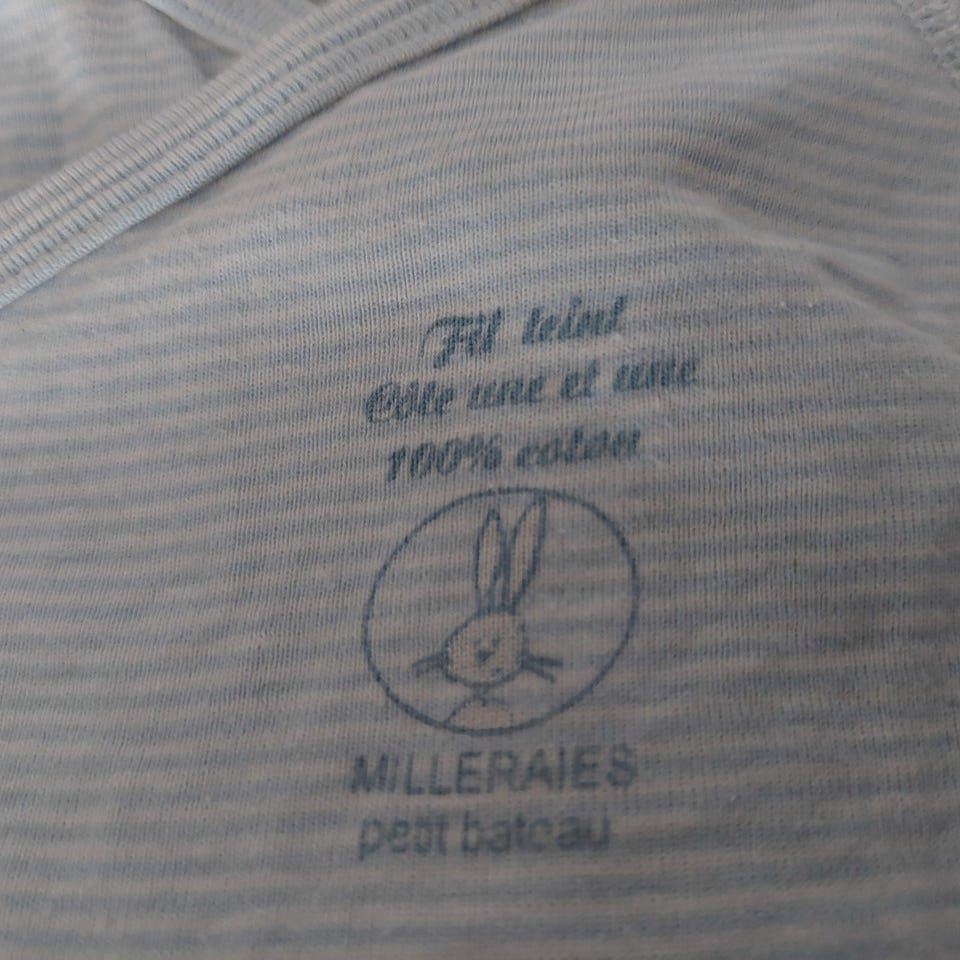 Fil teint
Côte une et une
100% coton
MILLERAIES
petit bateau